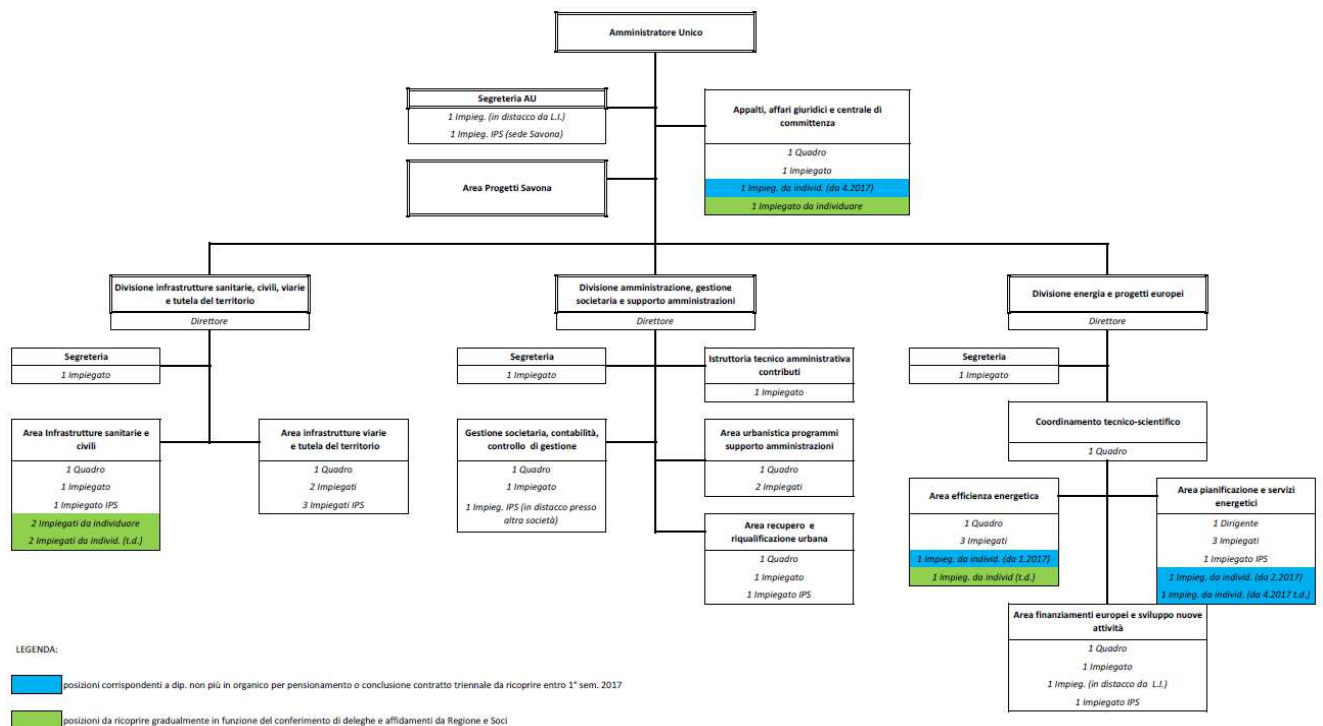 Amministratore Unico
Segreteria AU
1 Impieg. (in distacco da L.I.)
1 Impieg. IPS (sede Savona)
Appalti, affari giuridici e centrale di
committenza
1 Quadro
1 Impiegato
1 Impieg. da individ. (da 4.2017)
1 Impiegato da individuare
Area Progetti Savona
Divisione infrastrutture sanitarie, civili, viarie
e tutela del territorio
Direttore
Segreteria
1 Impiegato
Area Infrastrutture sanitarie e
civili
1 Quadro
1 Impiegato
1 Impiegato IPS
2 Impiegati da individuare
2 Impiegati da individ. (t.d.)
Area infrastrutture viarie
e tutela del territorio
1 Quadro
2 Impiegati
3 Impiegati IPS
Divisione amministrazione, gestione
societaria e supporto amministrazioni
Direttore
Segreteria
1 Impiegato
Istruttoria tecnico amministrativa
contributi
1 Impiegato
Gestione societaria, contabilità,
controllo di gestione
1 Quadro
1 Impiegato
1 Impieg. IPS (in distacco presso
altra società)
Area urbanistica programmi
supporto amministrazioni
1 Quadro
2 Impiegati
Area recupero e
riqualificazione urbana
1 Quadro
1 Impiegato
1 Impiegato IPS
Divisione energia e progetti europei
Direttore
Segreteria
1 Impiegato
Coordinamento tecnico-scientifico
1 Quadro
Area efficienza energetica
1 Quadro
3 Impiegati
1 Impieg. da individ. (da 1.2017)
1 Impieg. da individ (t.d.)
Area pianificazione e servizi
energetici
1 Dirigente
3 Impiegati
1 Impiegato IPS
1 Impieg. da individ. (da 2.2017)
1 Impieg. da individ. (da 4.2017 t.d.)
Area finanziamenti europei e sviluppo nuove
attività
1 Quadro
1 Impiegato
1 Impieg. (in distacco da L.I.)
1 Impiegato IPS
LEGENDA:
posizioni corrispondenti a dip. non più in organico per pensionamento o conclusione contratto triennale da ricoprire entro 1° sem. 2017
posizioni da ricoprire gradualmente in funzione del conferimento di deleghe e affidamenti da Regione e Soci